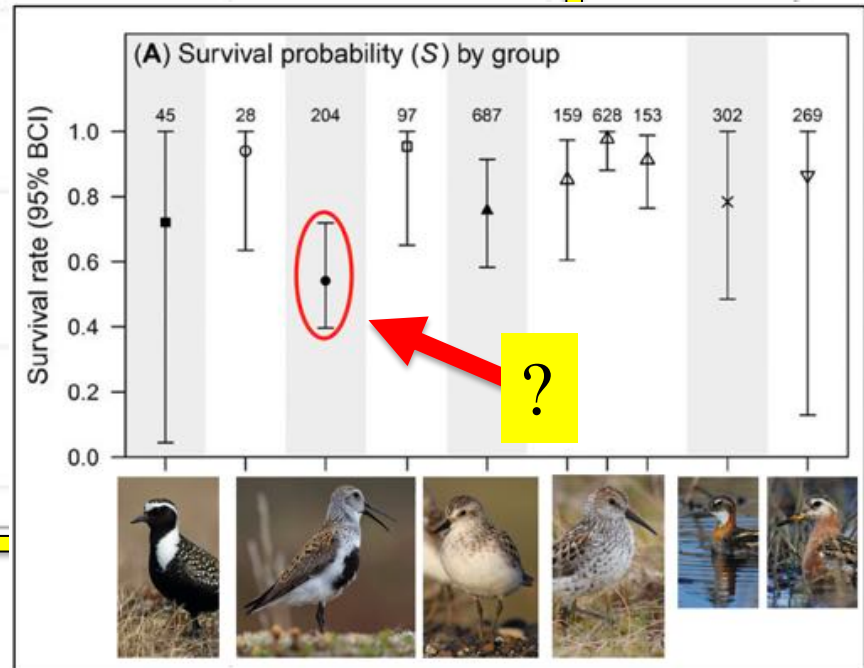 (A) Survival probability (S) by group
45 28 204 97 687 159 628 153 302 269
Survival rate (95% BCI)
1.0
0.8
0.6
0.4
0.2
0.0
?